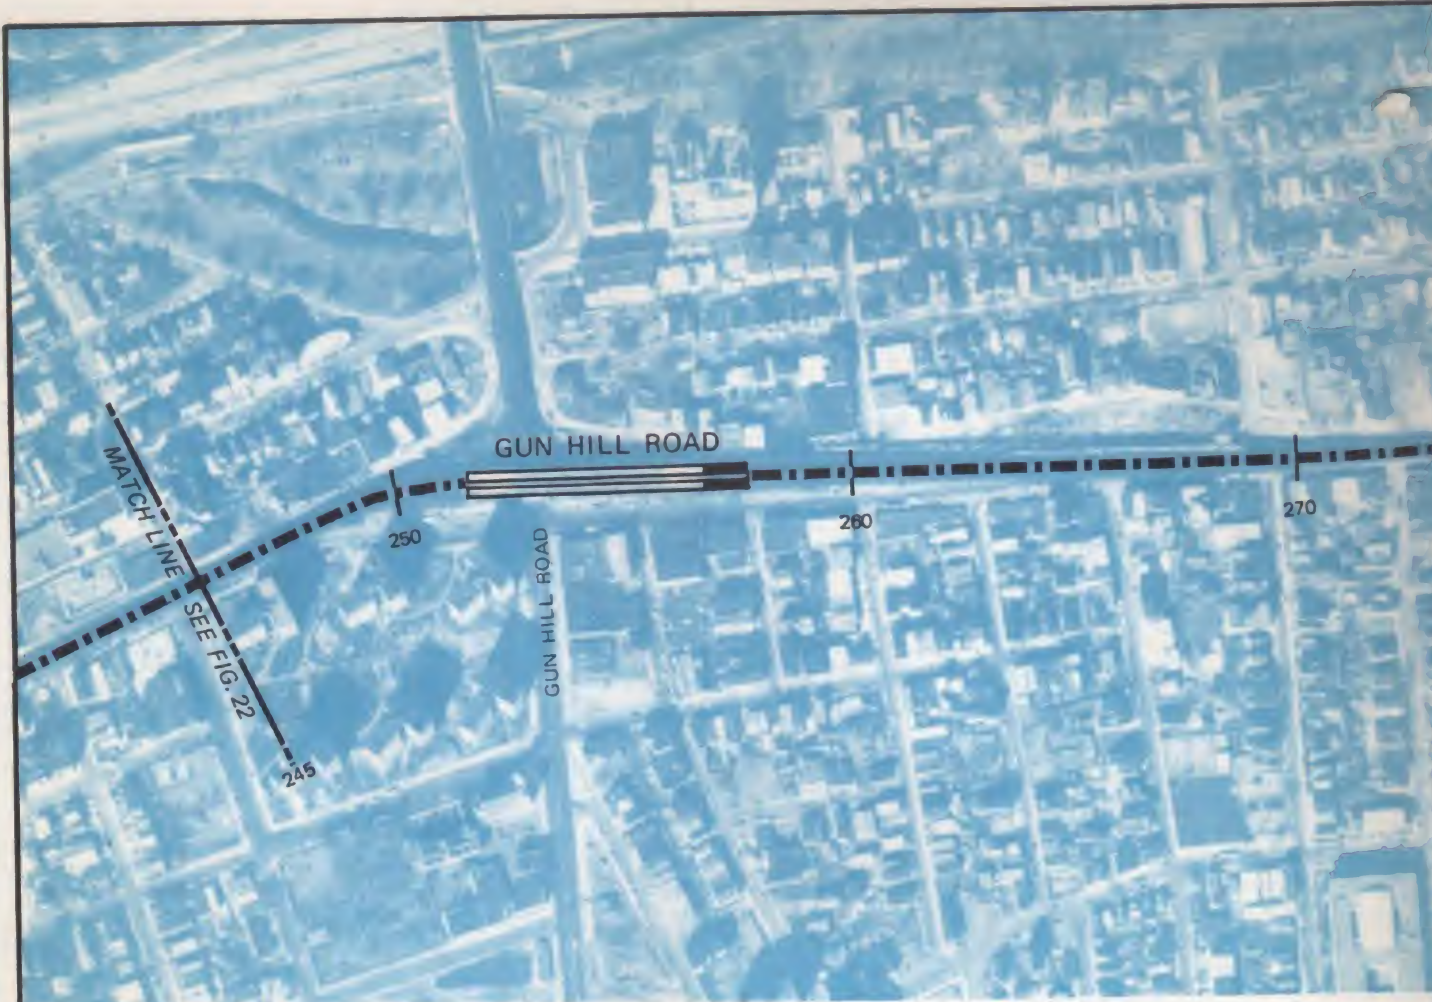 GUN HILL ROAD
MATCH LINE
SEE FIG. 22
245
250
260
270
GUN HILL ROAD